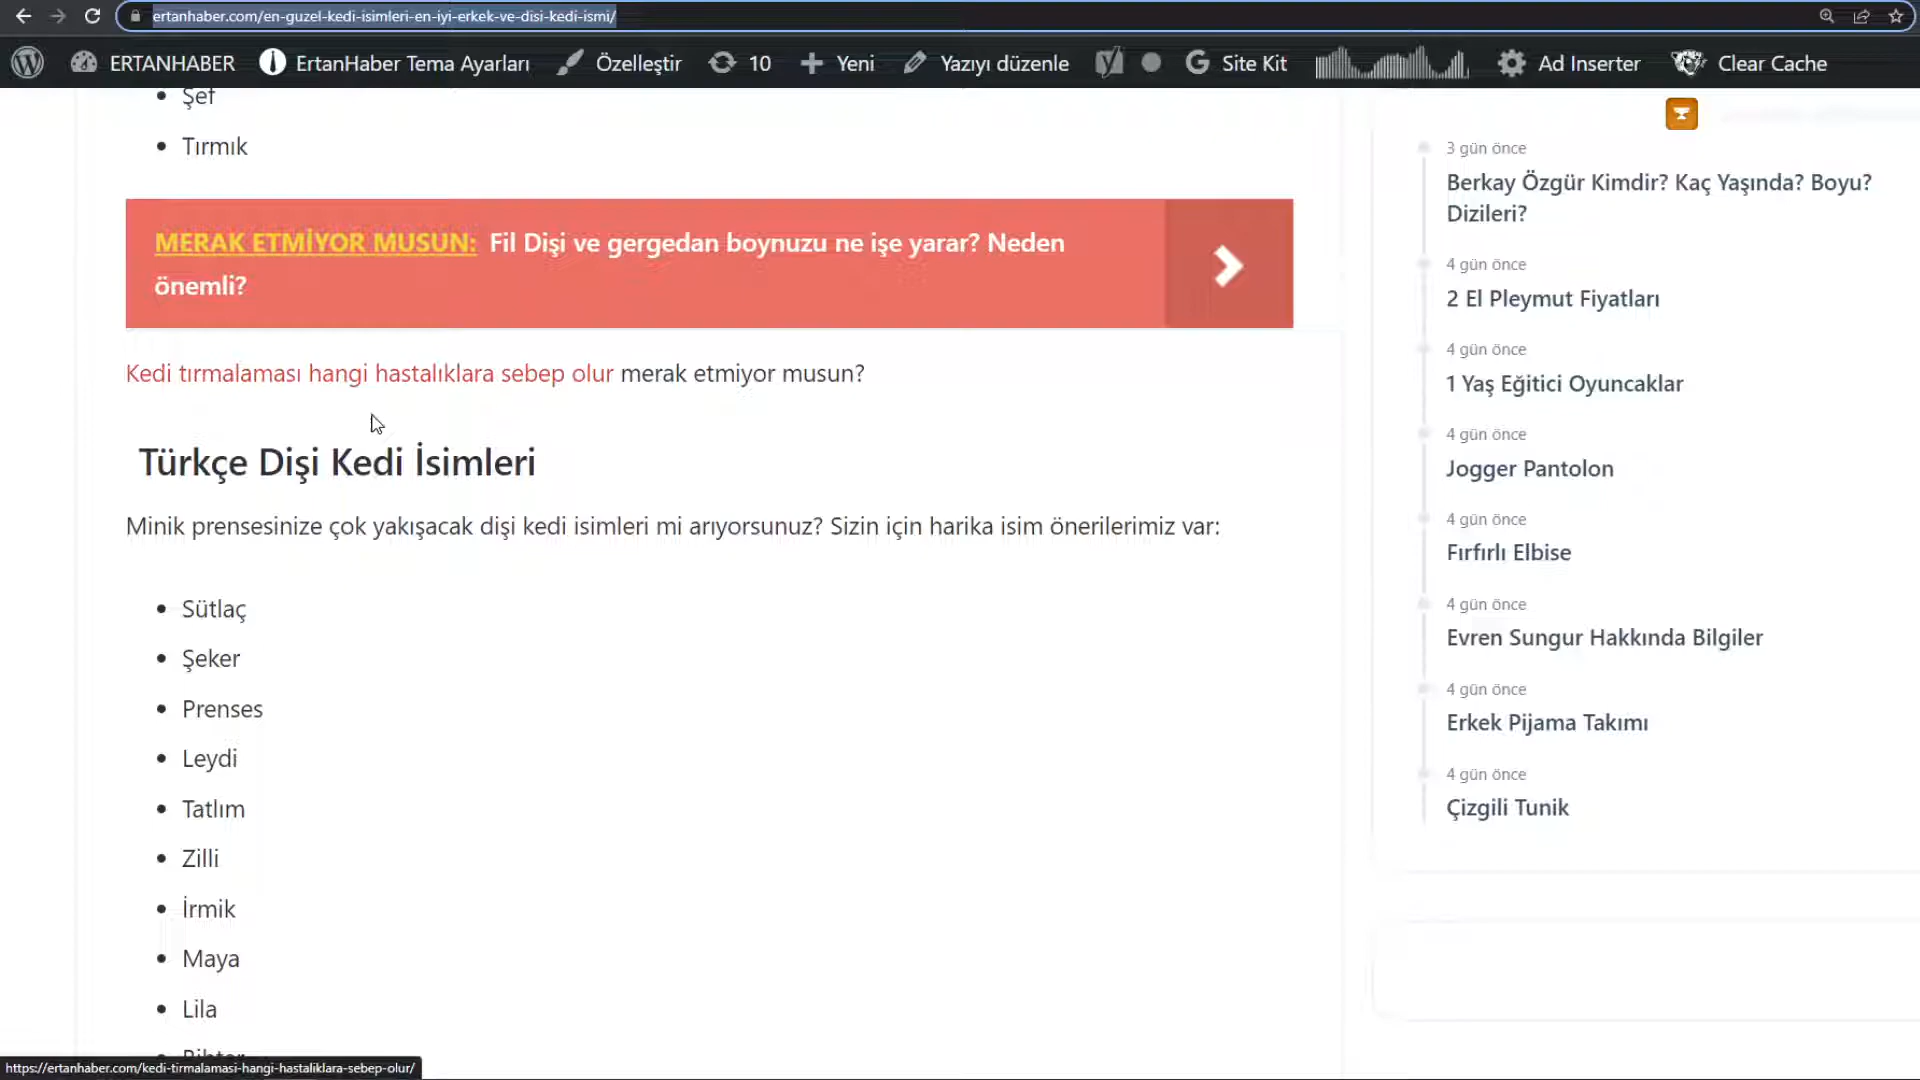 ertanhaber.com/en-guzel-kedi-isimleri-en-iyi-erkek-ve-disi-kedi-ismi/
ERTANHABER ErtanHaber Tema Ayarları Özelleştir 10 Yeni Yazıyı düzenle Site Kit Ad Inserter Clear Cache
Şef
Tırmık
MERAK ETMİYOR MUSUN: Fil Dişi ve gergedan boynuzu ne işe yarar? Neden
önemli?
Kedi tırmalaması hangi hastalıklara sebep olur merak etmiyor musun?
Türkçe Dişi Kedi İsimleri
Minik prensesinize çok yakışacak dişi kedi isimleri mi arıyorsunuz? Sizin için harika isim önerilerimiz var:
Sütlaç
Şeker
Prenses
Leydi
Tatlım
Zilli
İrmik
Maya
Lila
https://ertanhaber.com/kedi-tirmalamasi-hangi-hastaliklara-sebep-olur/
3 gün önce
Berkay Özgür Kimdir? Kaç Yaşında? Boyu?
Dizileri?
4 gün önce
2 El Pleymut Fiyatları
4 gün önce
1 Yaş Eğitici Oyuncaklar
4 gün önce
Jogger Pantolon
4 gün önce
Fırfırlı Elbise
4 gün önce
Evren Sungur Hakkında Bilgiler
4 gün önce
Erkek Pijama Takımı
4 gün önce
Çizgili Tunik